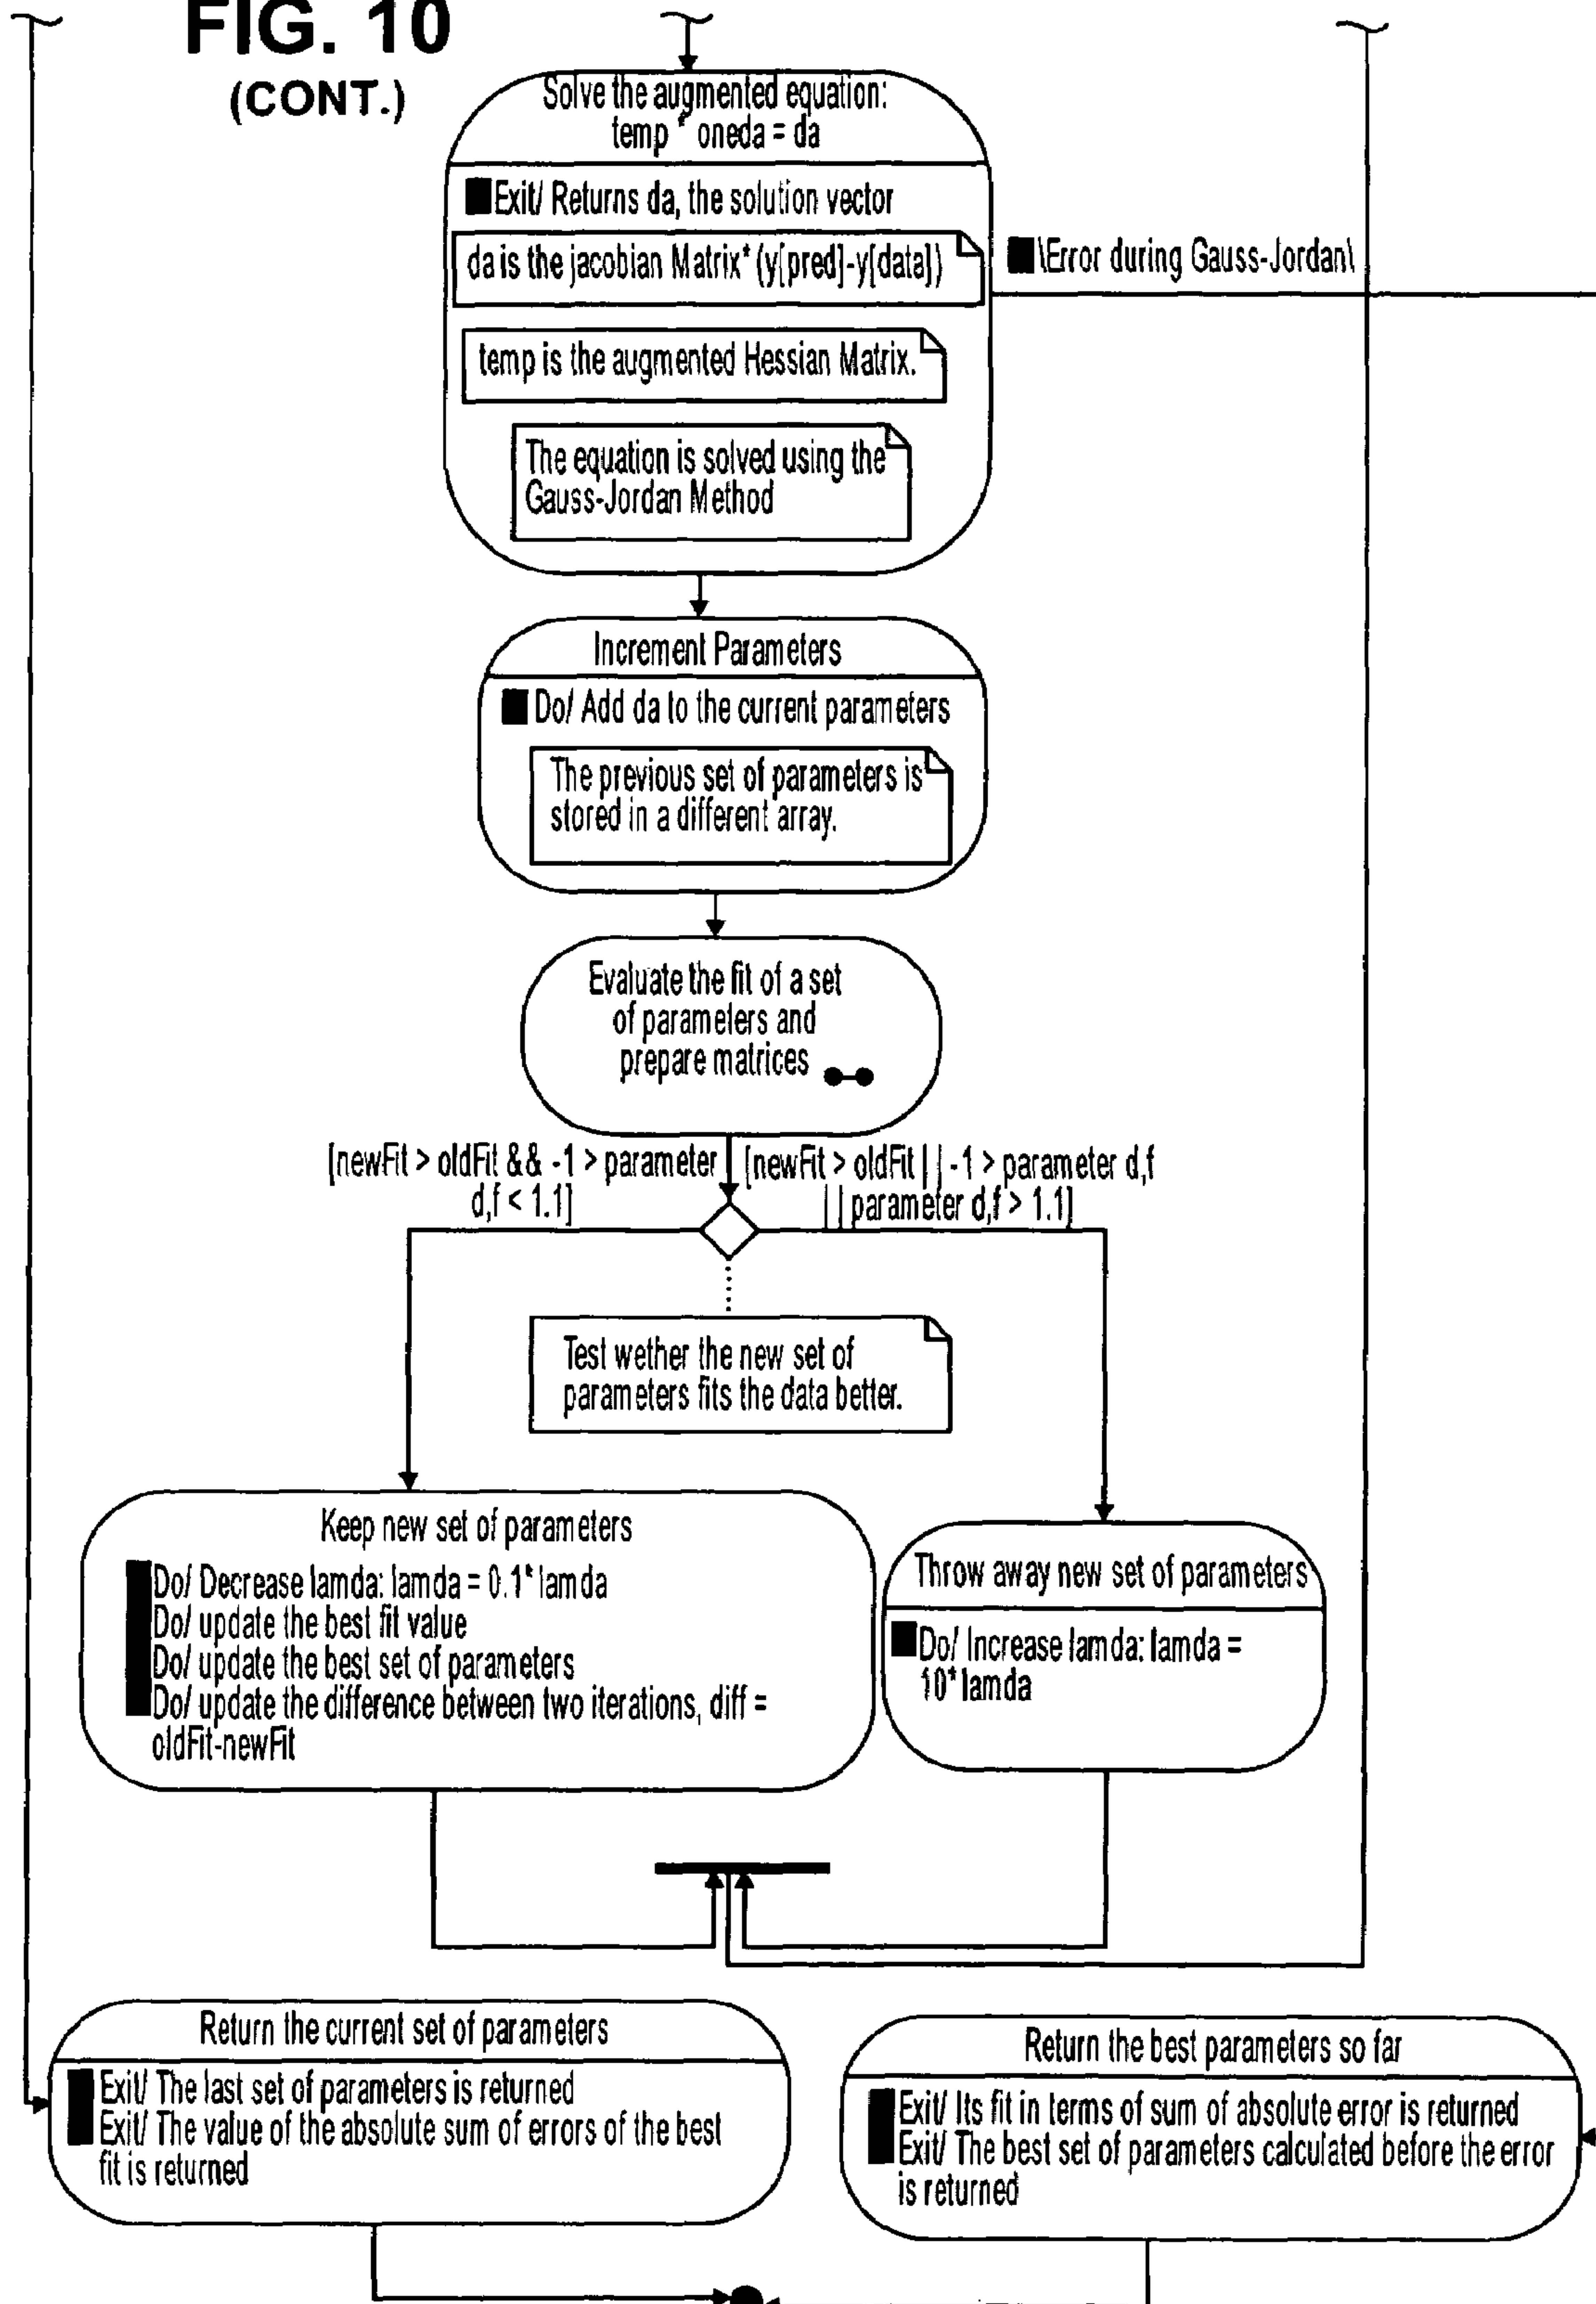 FIG. 10
(CONT.)
Solve the augmented equation:
temp * oneda = da
Exit/ Returns da, the solution vector
da is the jacobian Matrix* (y[pred]-y[data])
\Error during Gauss-Jordan\
temp is the augmented Hessian Matrix.
The equation is solved using the
Gauss-Jordan Method
Increment Parameters
Do/ Add da to the current parameters
The previous set of parameters is
stored in a different array.
Evaluate the fit of a set
of parameters and
prepare matrices
[newFit > oldFit && -1 > parameter
d,f < 1.1]
[newFit > oldFit || -1 > parameter d,f
|| parameter d,f > 1.1]
Test wether the new set of
parameters fits the data better.
Keep new set of parameters
Do/ Decrease lamda: lamda = 0.1* lamda
Do/ update the best fit value
Do/ update the best set of parameters
Do/ update the difference between two iterations, diff =
oldFit-newFit
Throw away new set of parameters
Do/ Increase lamda: lamda =
10* lamda
Return the current set of parameters
Exit/ The last set of parameters is returned
Exit/ The value of the absolute sum of errors of the best
fit is returned
Return the best parameters so far
Exit/ Its fit in terms of sum of absolute error is returned
Exit/ The best set of parameters calculated before the error
is returned